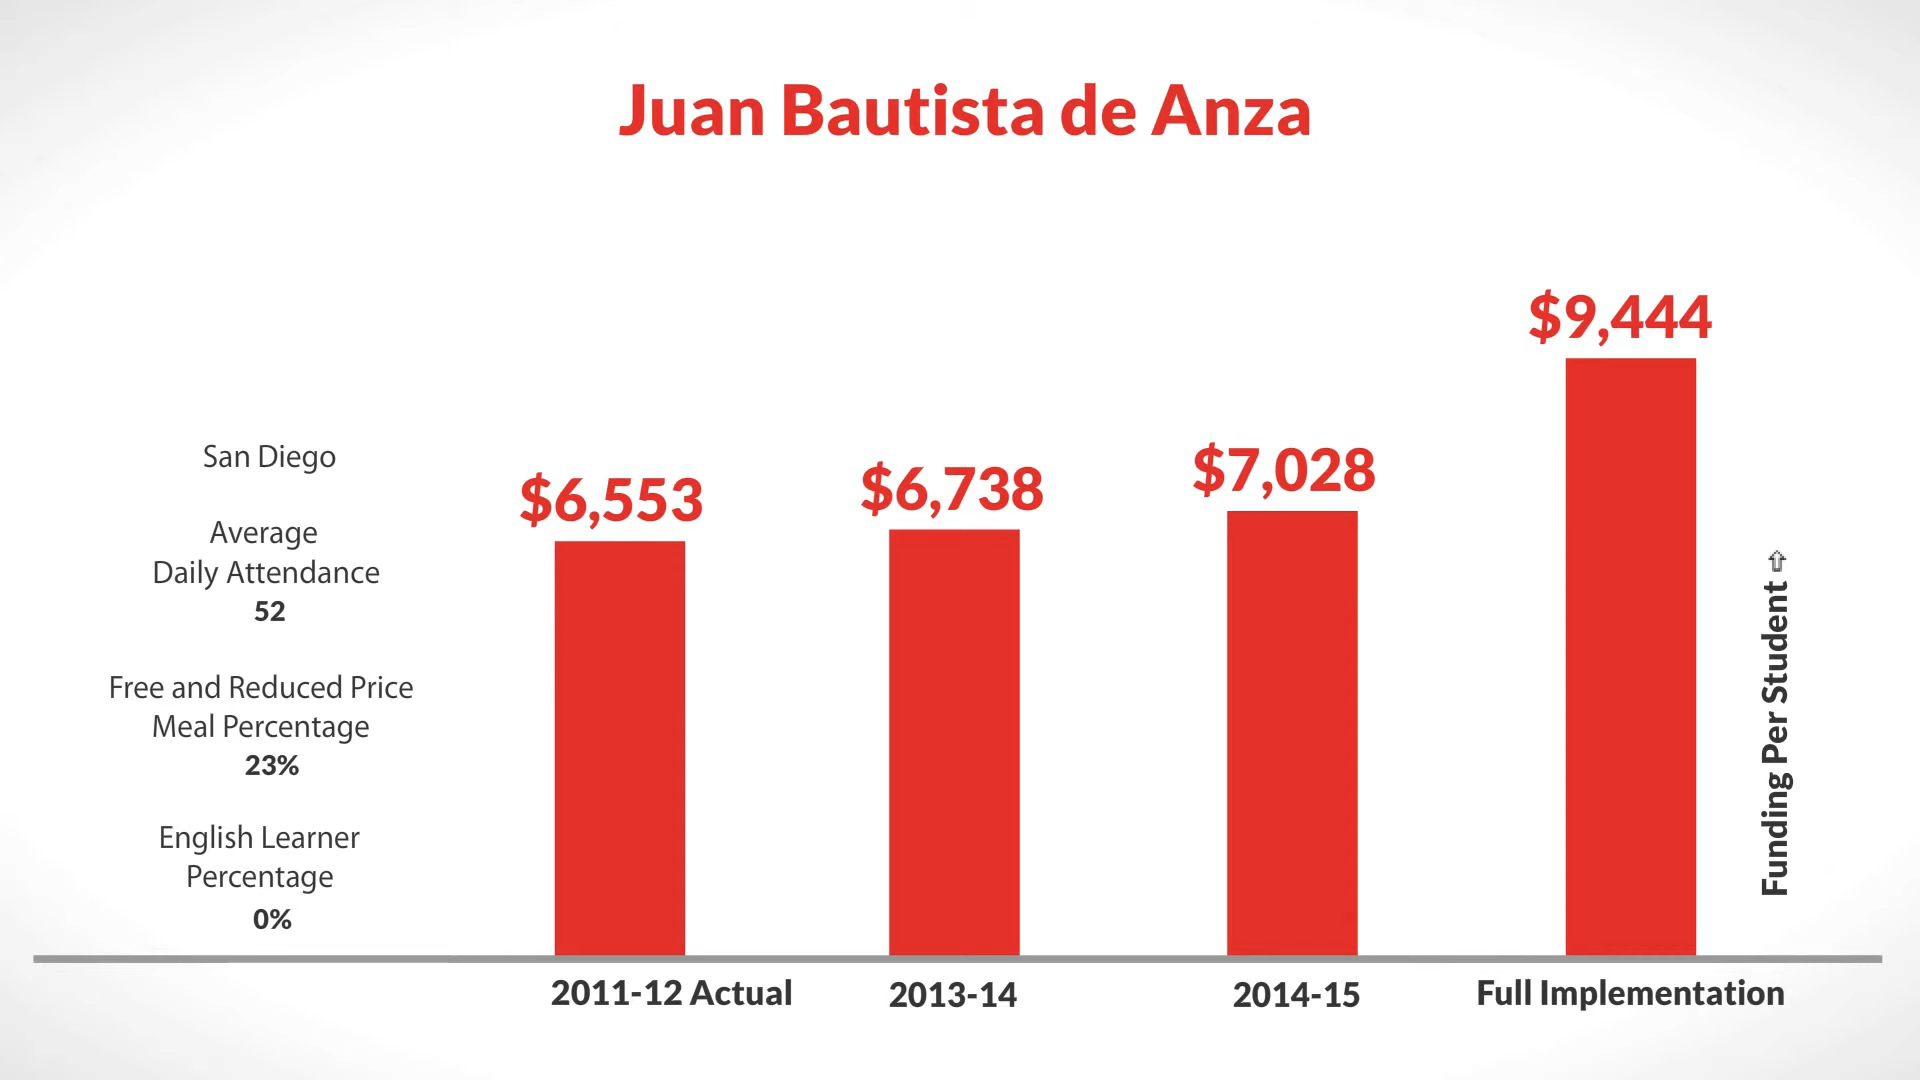 Juan Bautista de Anza
San Diego
Average
Daily Attendance
52
Free and Reduced Price
Meal Percentage
23%
English Learner
Percentage
0%
$6,553
$6,738
$7,028
$9,444
2011-12 Actual
2013-14
2014-15
Full Implementation
Funding Per Student ⇧